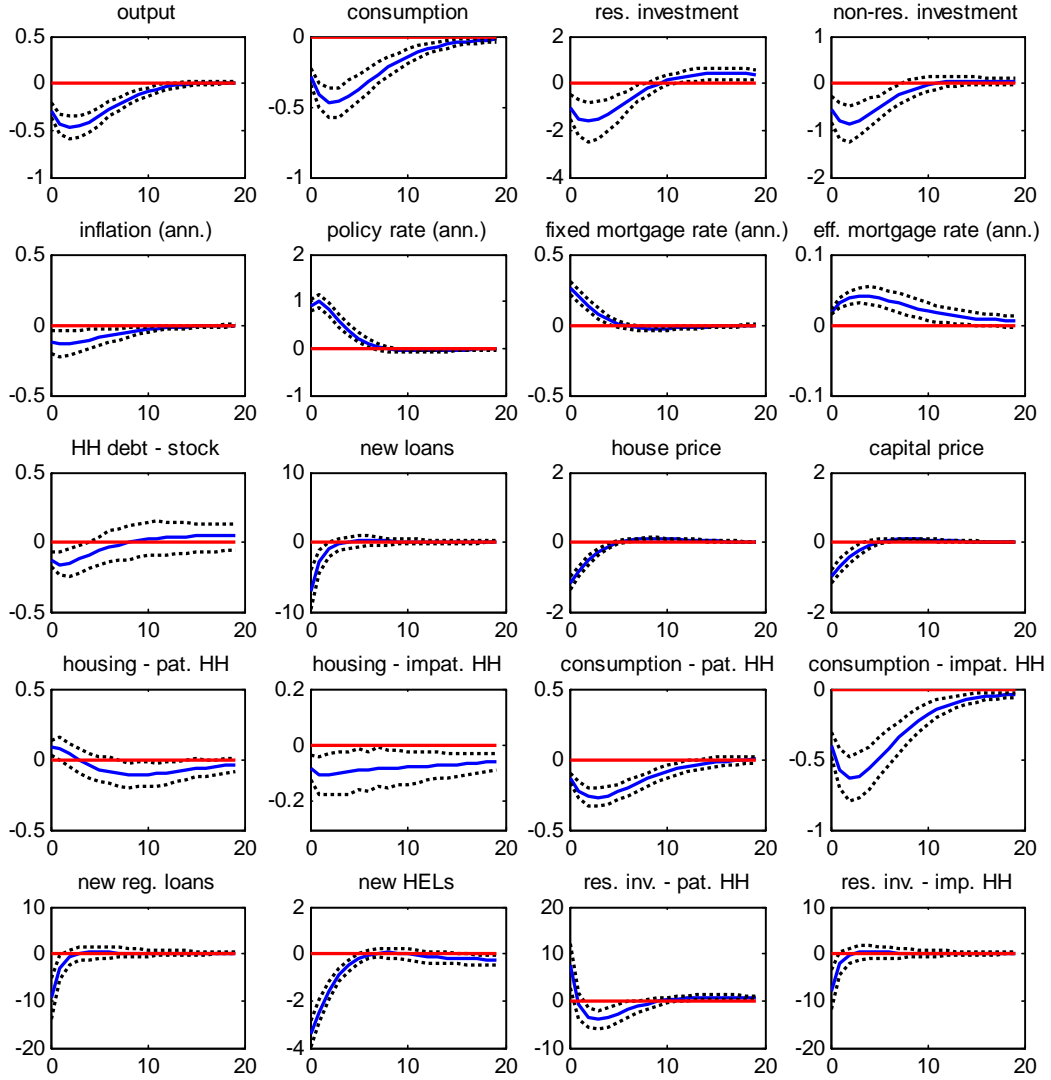 output consumption res. investment non-res. investment
0.5 0 1
0 2 0
-0.5 -0.5 0 -1
-2
-1 -1 -4 -2
0 10 20 0 10 20 0 10 20 0 10 20
inflation (ann.) policy rate (ann.) fixed mortgage rate (ann.) eff. mortgage rate (ann.)
0.5 2 0.5 0.1
1
0 0 0 0
-0.5 -1 -0.5 -0.1
0 10 20 0 10 20 0 10 20 0 10 20
HH debt - stock new loans house price capital price
0.5 10 2 2
0 0 0 0
-0.5 -10 -2 -2
0 10 20 0 10 20 0 10 20 0 10 20
housing - pat. HH housing - impat. HH consumption - pat. HH consumption - impat. HH
0.5 0.2 0.5 0
0 0 0 -0.5
-0.2
-0.5 -0.5 -1
0 10 20 0 10 20 0 10 20 0 10 20
new reg. loans new HELs res. inv. - pat. HH res. inv. - imp. HH
10 2 20 10
0 0 10 0
-10 -2 0 -10
-20 -4 -10 -20
0 10 20 0 10 20 0 10 20 0 10 20